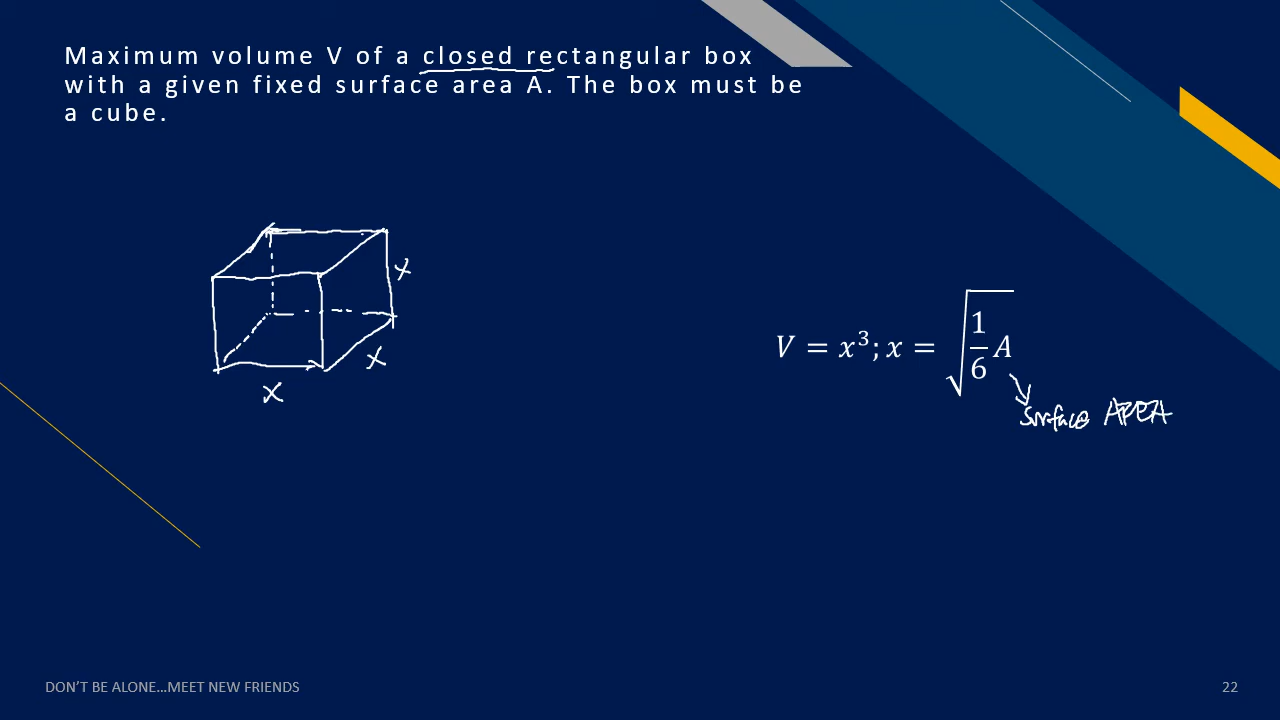 Maximum volume V of a closed rectangular box
with a given fixed surface area A. The box must be
a cube.
x
x
x
V = x³; x = √(1/6 A)
Surface AREA
DON'T BE ALONE…MEET NEW FRIENDS
22